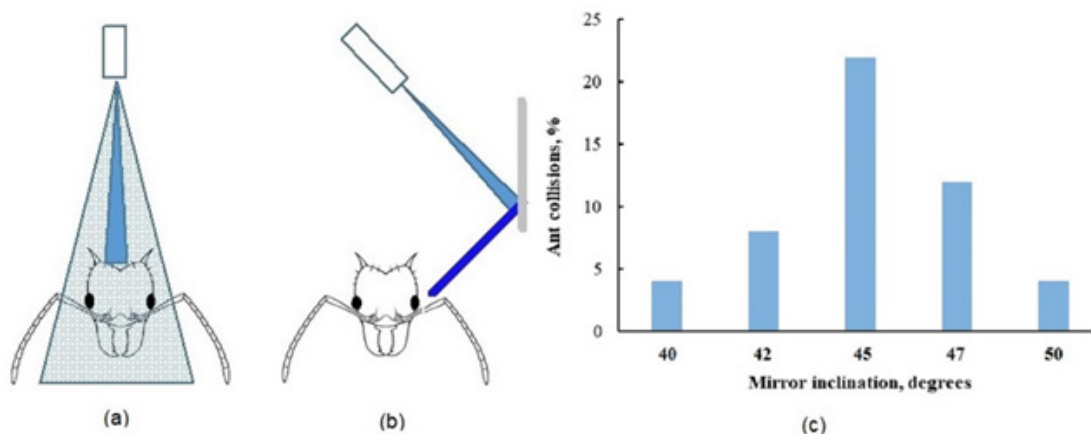 25
20
15
10
5
0
Ant collisions, %
40 42 45 47 50
Mirror inclination, degrees
(a) (b) (c)